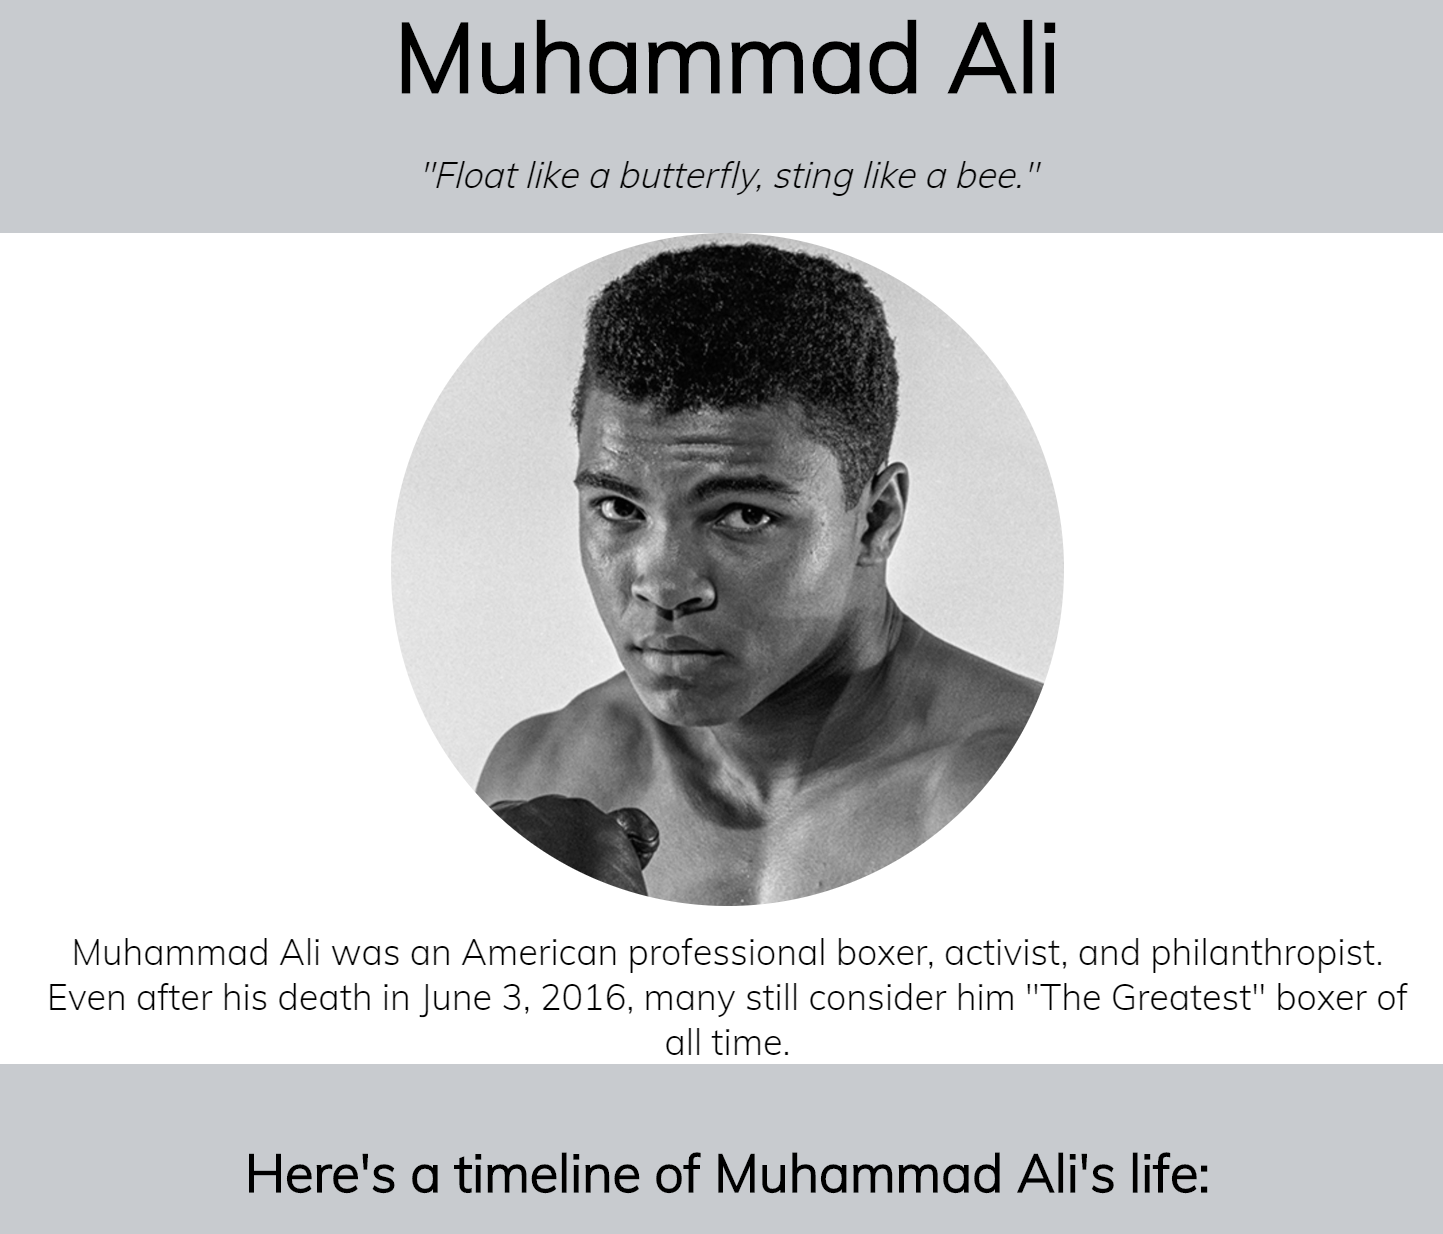 Muhammad Ali
"Float like a butterfly, sting like a bee."
Muhammad Ali was an American professional boxer, activist, and philanthropist.
Even after his death in June 3, 2016, many still consider him "The Greatest" boxer of
all time.
Here's a timeline of Muhammad Ali's life: